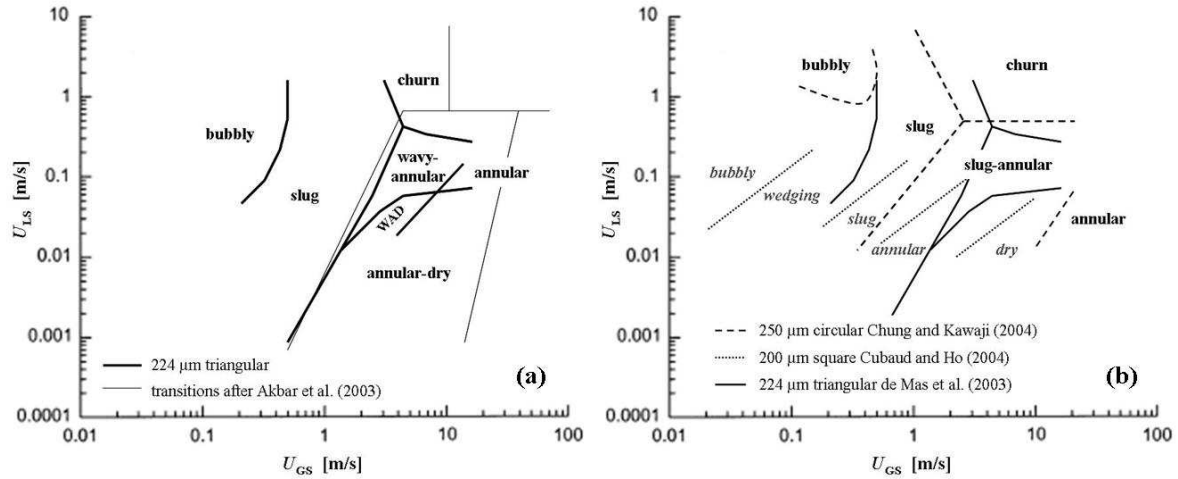 10
1
0.1
0.01
0.001
0.0001
U_LS [m/s]
bubbly
churn
slug
wavy-
annular
annular
WAD
annular-dry
224 µm triangular
transitions after Akbar et al. (2003)
(a)
0.01
0.1
1
10
100
U_GS [m/s]
10
1
0.1
0.01
0.001
0.0001
U_LS [m/s]
bubbly
churn
slug
slug-annular
bubbly
wedging
slug
annular
annular
dry
250 µm circular Chung and Kawaji (2004)
200 µm square Cubaud and Ho (2004)
224 µm triangular de Mas et al. (2003)
(b)
0.01
0.1
1
10
100
U_GS [m/s]